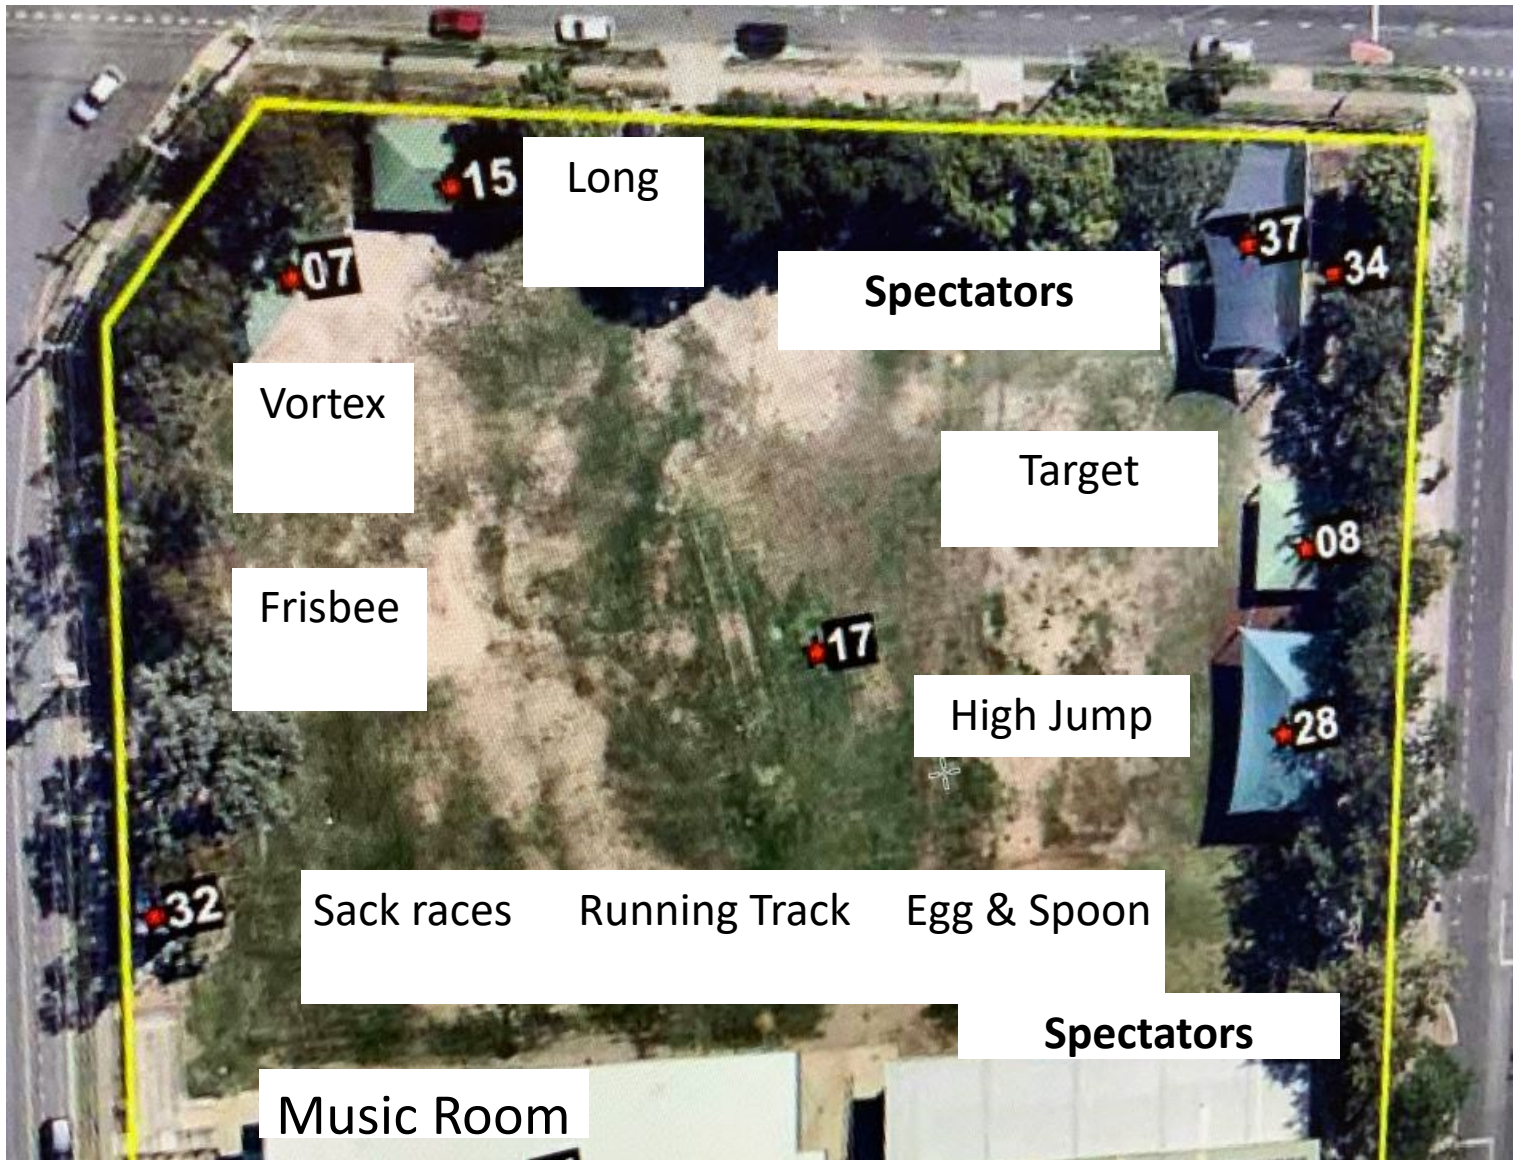 15
Long
07
37
34
Spectators
Vortex
Target
08
Frisbee
17
High Jump
28
32
Sack races Running Track Egg & Spoon
Spectators
Music Room